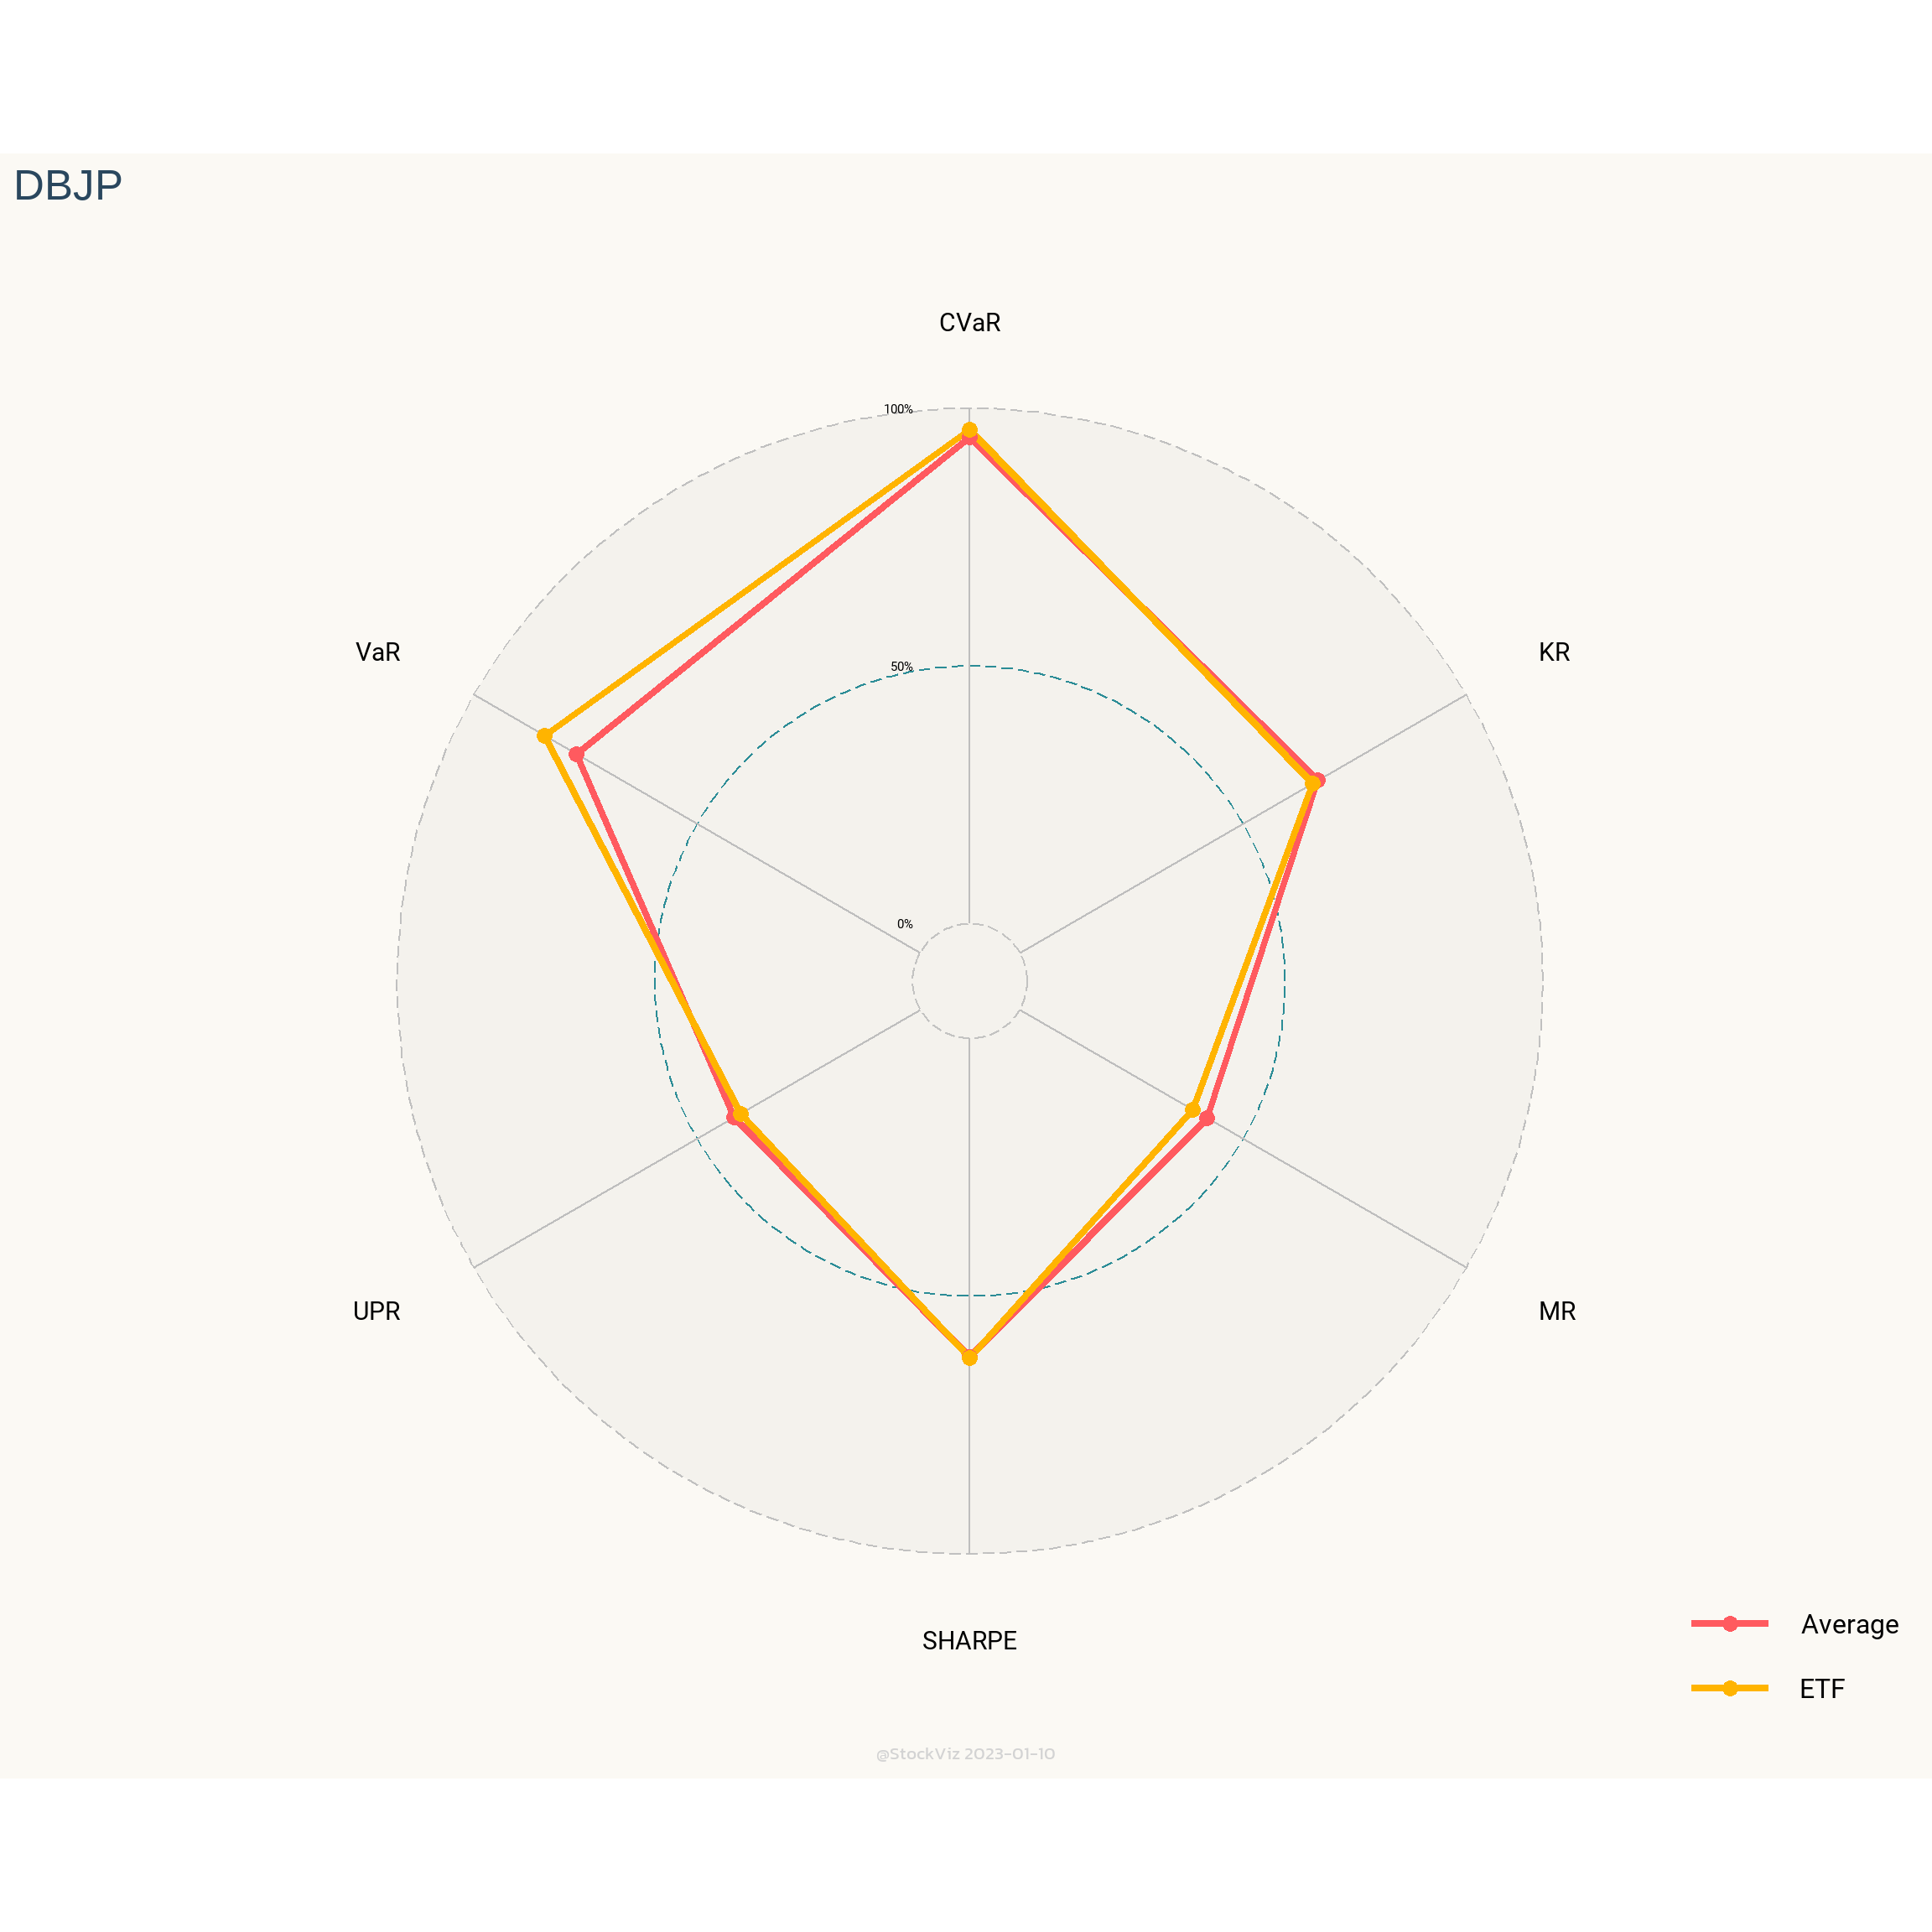 DBJP
CVaR
100%
VaR
KR
50%
0%
UPR
MR
SHARPE
Average
ETF
@StockViz 2023-01-10